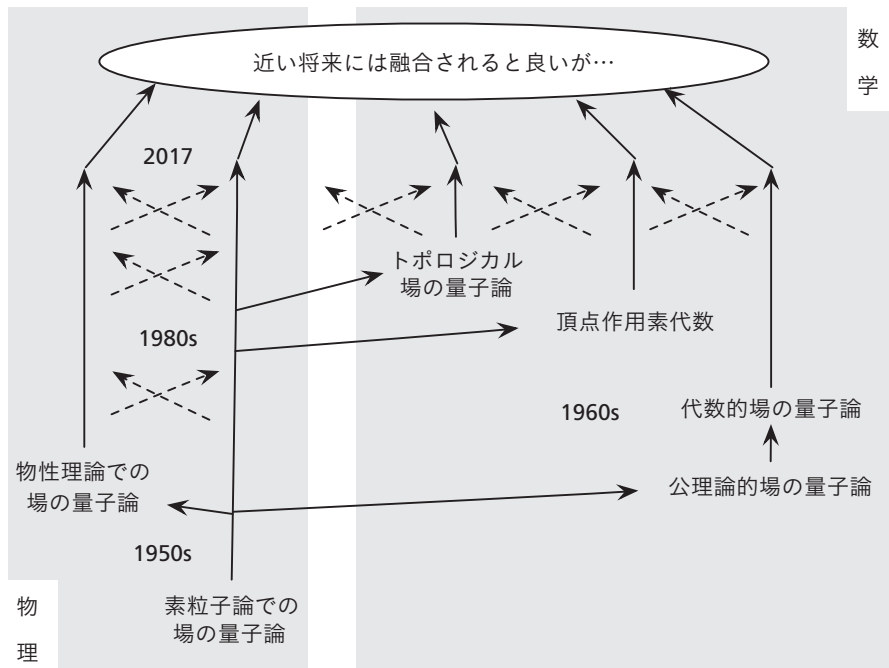 近い将来には融合されると良いが…
数
学
2017
トポロジカル
場の量子論
頂点作用素代数
1980s
1960s
代数的場の量子論
物性理論での
場の量子論
公理論的場の量子論
1950s
素粒子論での
場の量子論
物
理